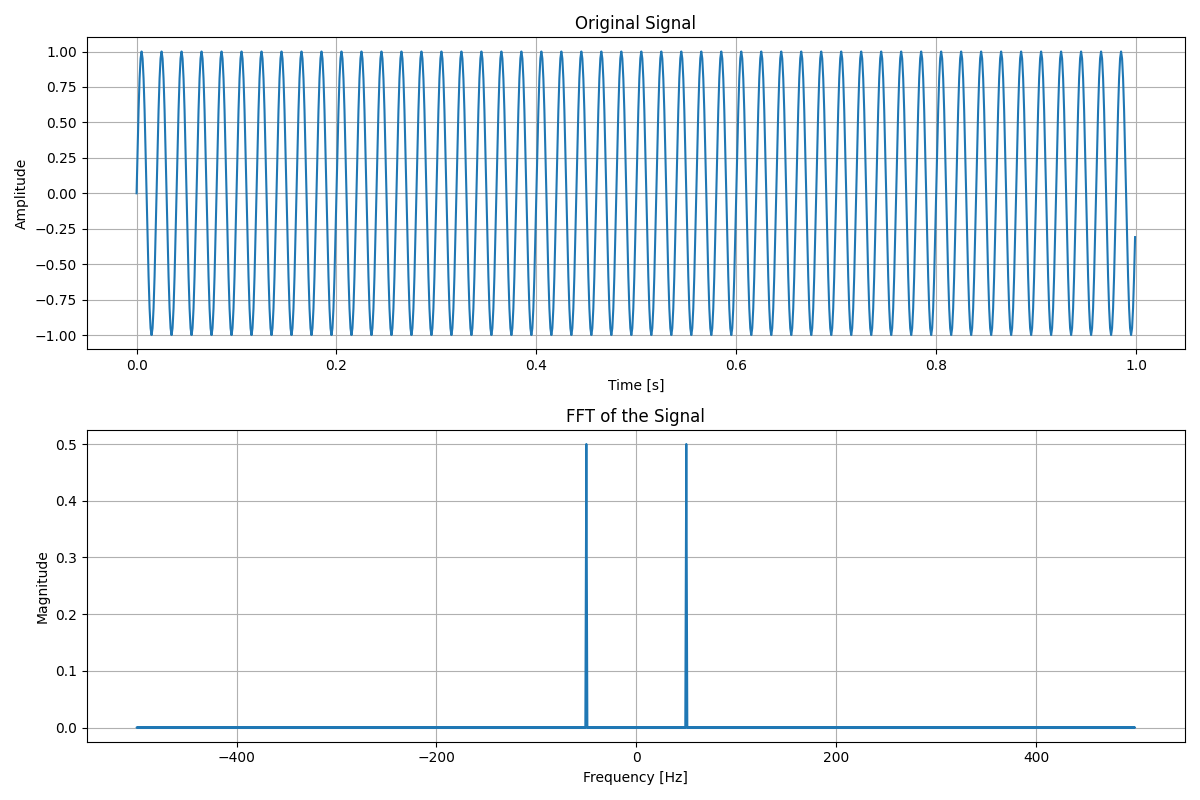 Original Signal
1.00
0.75
0.50
0.25
0.00
−0.25
−0.50
−0.75
−1.00
Amplitude
0.0 0.2 0.4 0.6 0.8 1.0
Time [s]
FFT of the Signal
0.5
0.4
0.3
0.2
0.1
0.0
Magnitude
−400 −200 0 200 400
Frequency [Hz]